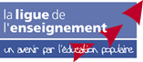 la ligue de
l'enseignement
un avenir par l'éducation populaire